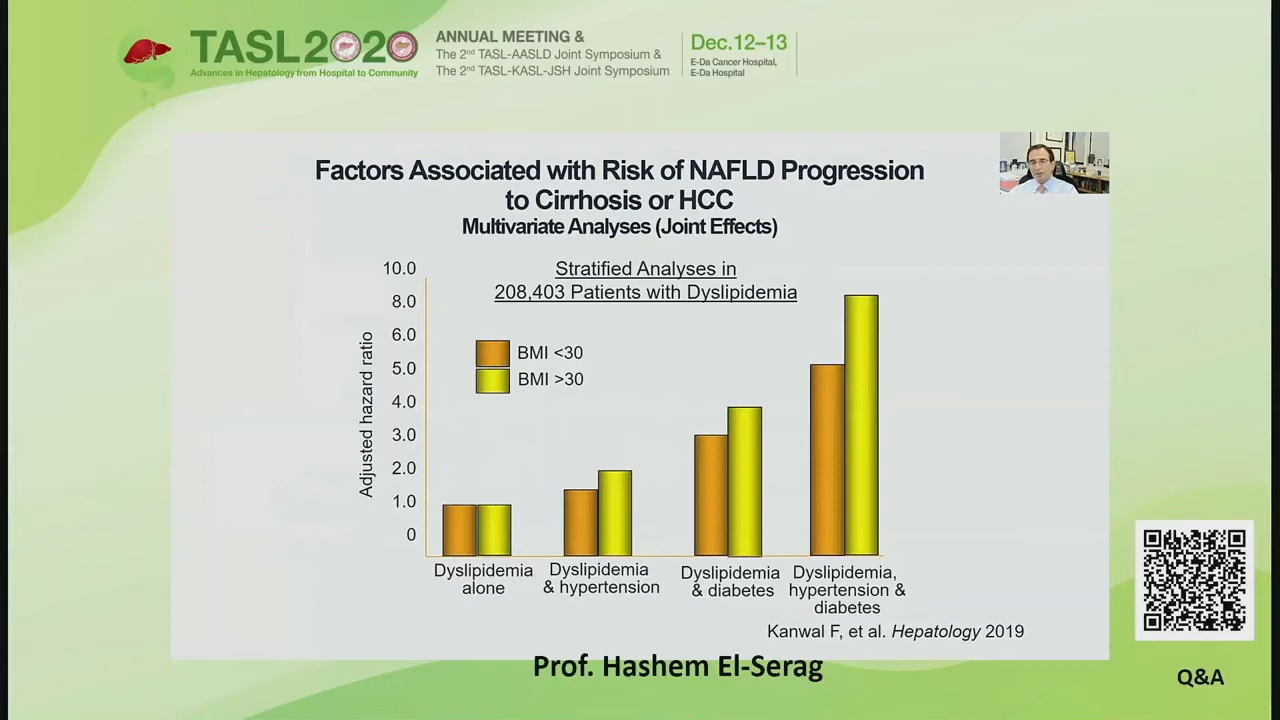 TASL2020
Advances in Hepatology from Hospital to Community
ANNUAL MEETING &
The 2nd TASL-AASLD Joint Symposium &
The 2nd TASL-KASL-JSH Joint Symposium
Dec.12–13
E-Da Cancer Hospital,
E-Da Hospital
Factors Associated with Risk of NAFLD Progression
to Cirrhosis or HCC
Multivariate Analyses (Joint Effects)
Stratified Analyses in
208,403 Patients with Dyslipidemia
Adjusted hazard ratio
10.0
8.0
6.0
5.0
4.0
3.0
2.0
1.0
0
BMI <30
BMI >30
Dyslipidemia
alone
Dyslipidemia
& hypertension
Dyslipidemia
& diabetes
Dyslipidemia,
hypertension &
diabetes
Kanwal F, et al. Hepatology 2019
Prof. Hashem El-Serag
Q&A